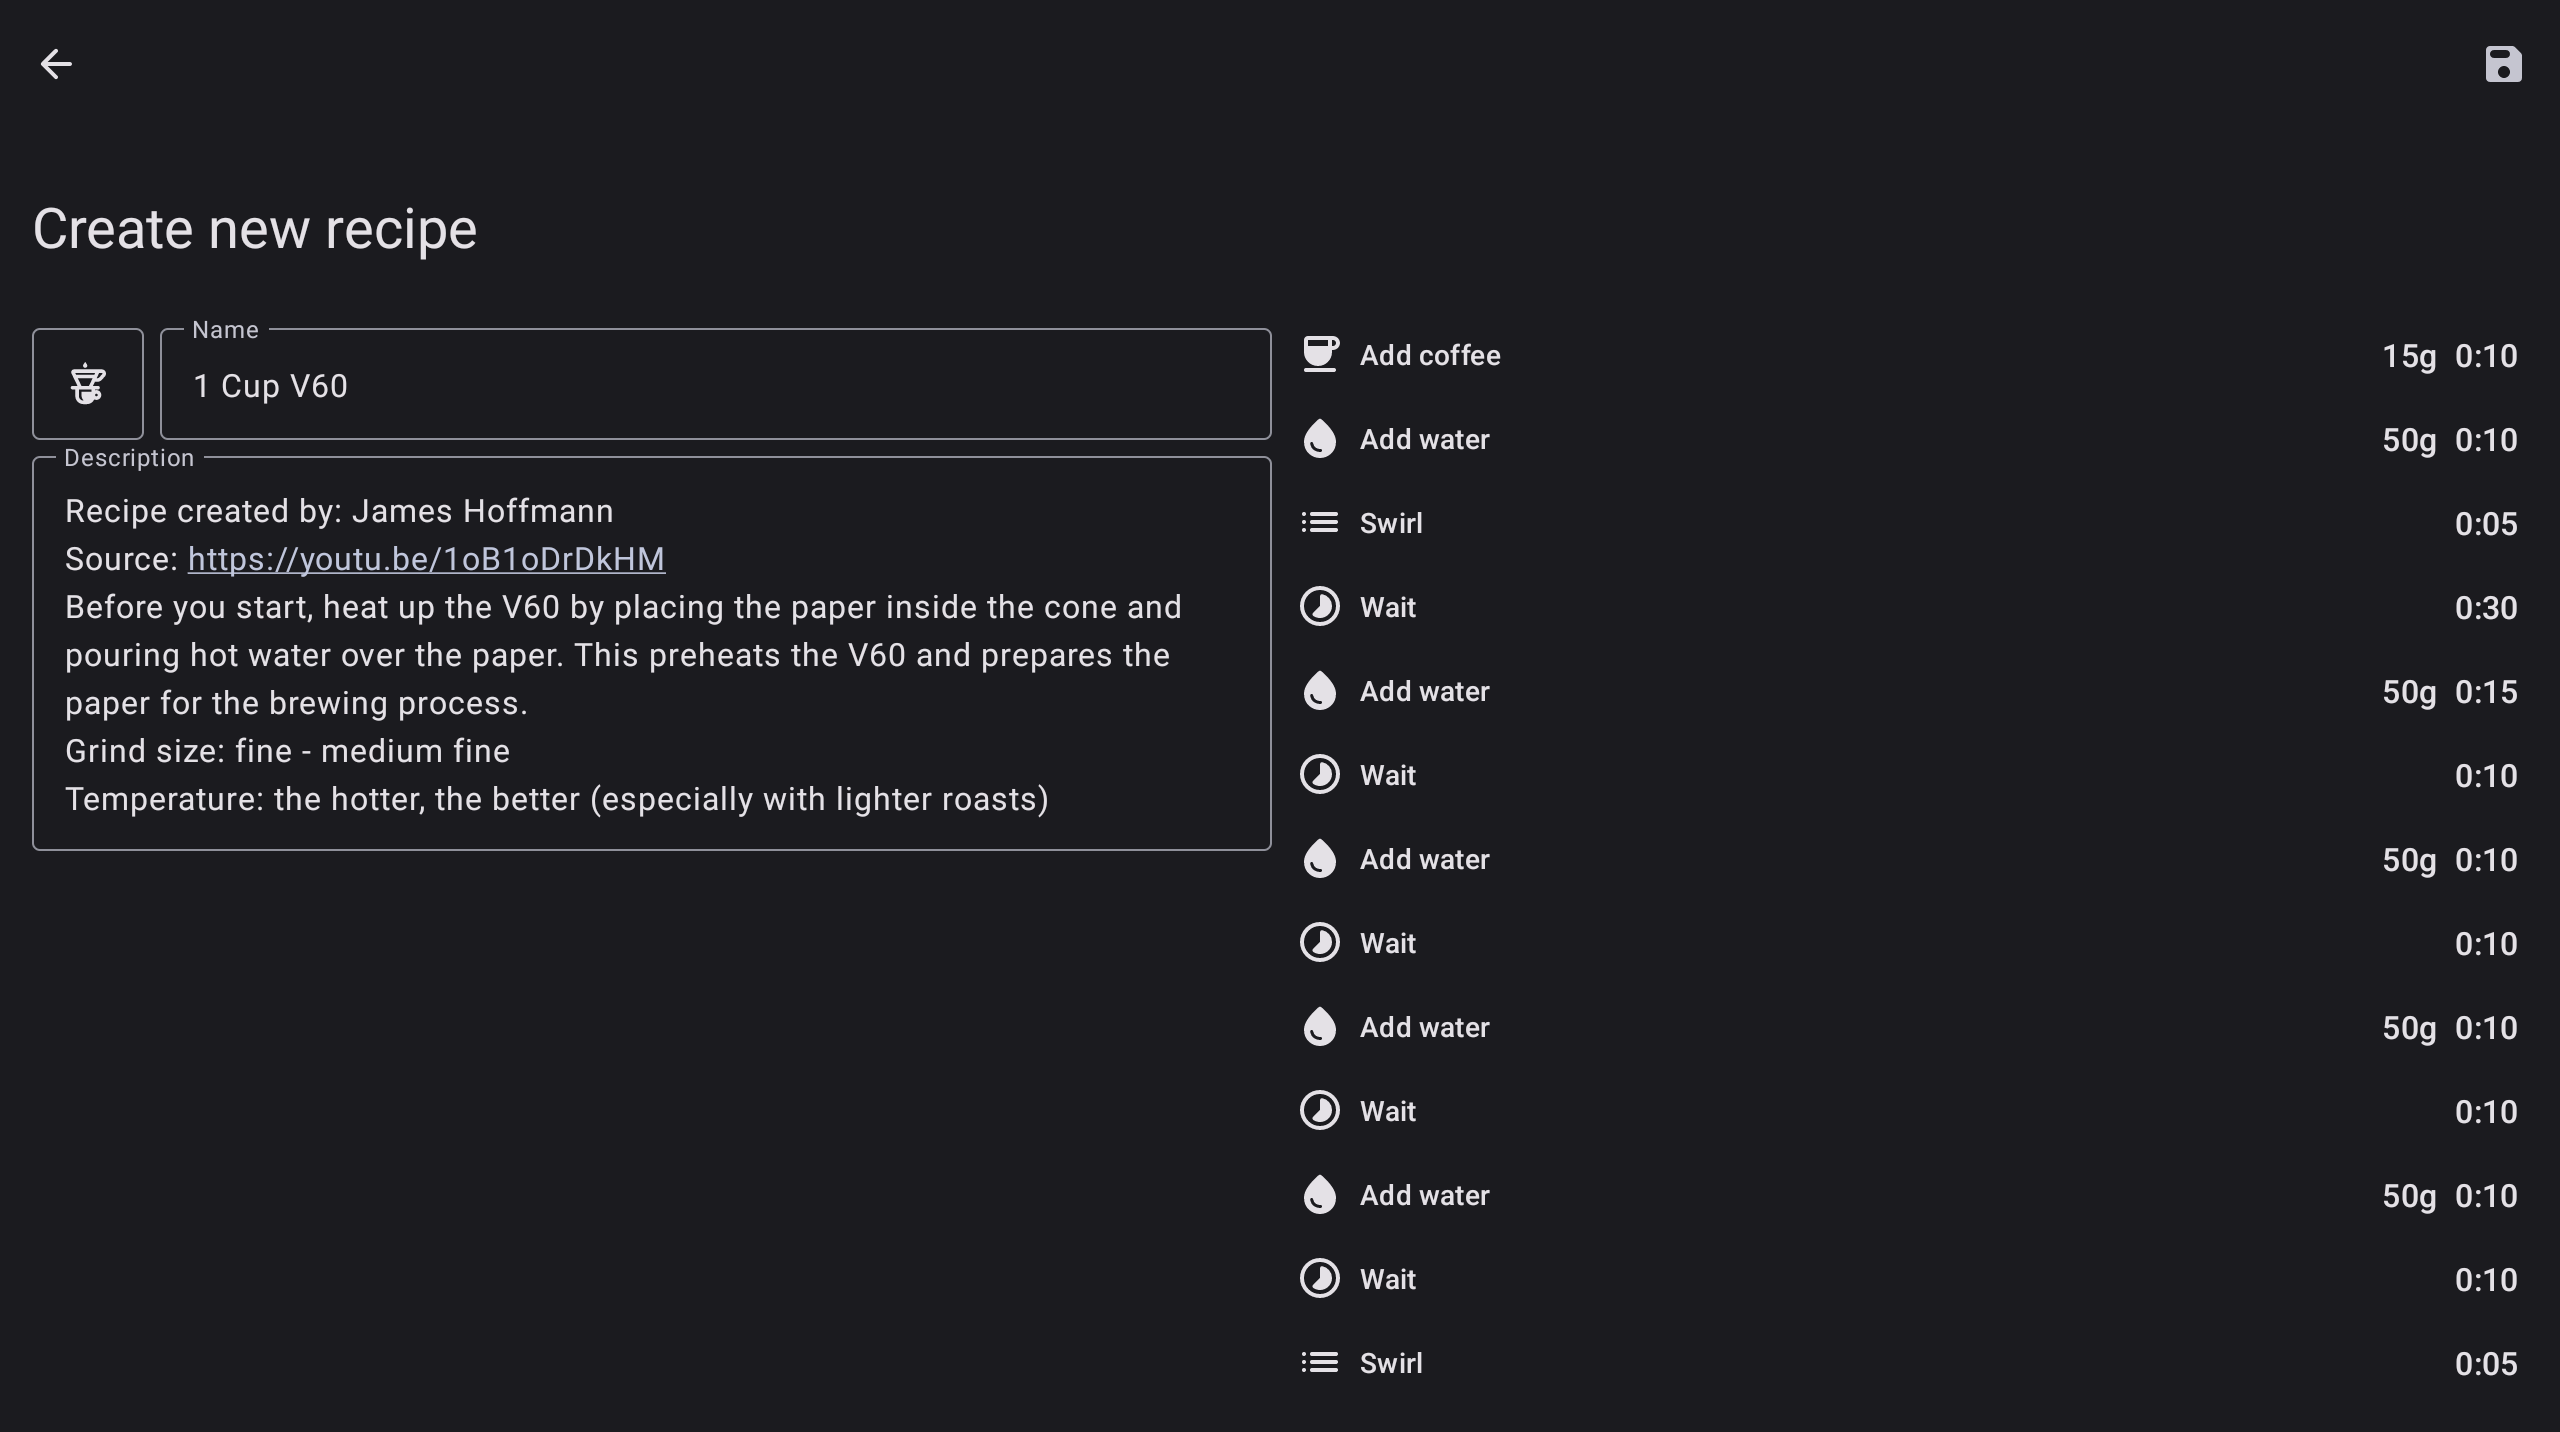 Create new recipe
Name
1 Cup V60
Description
Recipe created by: James Hoffmann
Source: https://youtu.be/1oB1oDrDkHM
Before you start, heat up the V60 by placing the paper inside the cone and
pouring hot water over the paper. This preheats the V60 and prepares the
paper for the brewing process.
Grind size: fine - medium fine
Temperature: the hotter, the better (especially with lighter roasts)
Add coffee 15g 0:10
Add water 50g 0:10
Swirl 0:05
Wait 0:30
Add water 50g 0:15
Wait 0:10
Add water 50g 0:10
Wait 0:10
Add water 50g 0:10
Wait 0:10
Add water 50g 0:10
Wait 0:10
Swirl 0:05